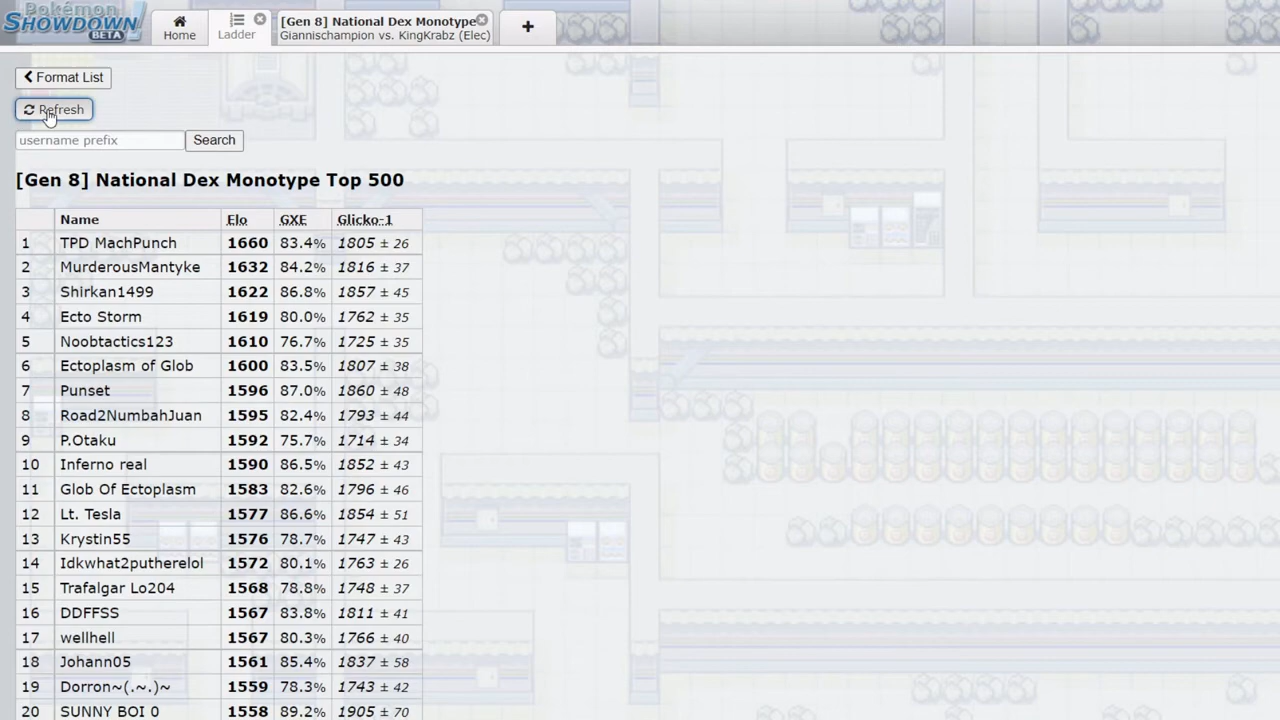 Pokémon
SHOWDOWN!
BETA
Home
Ladder
[Gen 8] National Dex Monotype
Giannischampion vs. KingKrabz (Elec)
Format List
Refresh
username prefix Search
[Gen 8] National Dex Monotype Top 500
Name Elo GXE Glicko-1
1 TPD MachPunch 1660 83.4% 1805 ± 26
2 MurderousMantyke 1632 84.2% 1816 ± 37
3 Shirkan1499 1622 86.8% 1857 ± 45
4 Ecto Storm 1619 80.0% 1762 ± 35
5 Noobtactics123 1610 76.7% 1725 ± 35
6 Ectoplasm of Glob 1600 83.5% 1807 ± 38
7 Punset 1596 87.0% 1860 ± 48
8 Road2NumbahJuan 1595 82.4% 1793 ± 44
9 P.Otaku 1592 75.7% 1714 ± 34
10 Inferno real 1590 86.5% 1852 ± 43
11 Glob Of Ectoplasm 1583 82.6% 1796 ± 46
12 Lt. Tesla 1577 86.6% 1854 ± 51
13 Krystin55 1576 78.7% 1747 ± 43
14 Idkwhat2putherelol 1572 80.1% 1763 ± 26
15 Trafalgar Lo204 1568 78.8% 1748 ± 37
16 DDFFSS 1567 83.8% 1811 ± 41
17 wellhell 1567 80.3% 1766 ± 40
18 Johann05 1561 85.4% 1837 ± 58
19 Dorron~(.~.)~ 1559 78.3% 1743 ± 42
20 SUNNY BOI 0 1558 89.2% 1905 ± 70